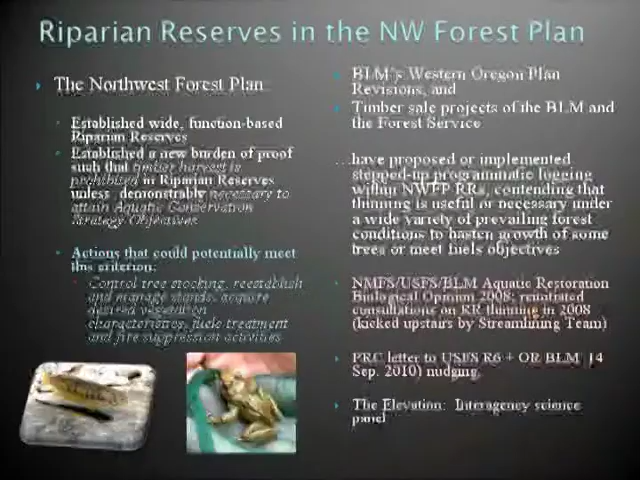 Riparian Reserves in the NW Forest Plan
The Northwest Forest Plan
Established wide, function-based
Riparian Reserves
Established a new burden of proof
such that timber harvest is
prohibited in Riparian Reserves
unless demonstrably necessary to
attain Aquatic Conservation
Strategy Objectives
Actions that could potentially meet
this criterion:
Control tree stocking, reestablish
and manage stands, acquire
desired vegetation
characteristics, fuels treatment
and fire suppression activities
BLM's Western Oregon Plan
Revisions, and
Timber sale projects of the BLM and
the Forest Service
…have proposed or implemented
stepped-up programmatic logging
within NWFP RRs, contending that
thinning is useful or necessary under
a wide variety of prevailing forest
conditions to hasten growth of some
trees or meet fuels objectives
NMFS/USFS/BLM Aquatic Restoration
Biological Opinion 2008; reinitiated
consultations on RR thinning in 2008
(kicked upstairs by Streamlining Team)
PRC letter to USFS R6 + OR BLM 14
Sep. 2010) nudging,
The Elevation: Interagency science
panel